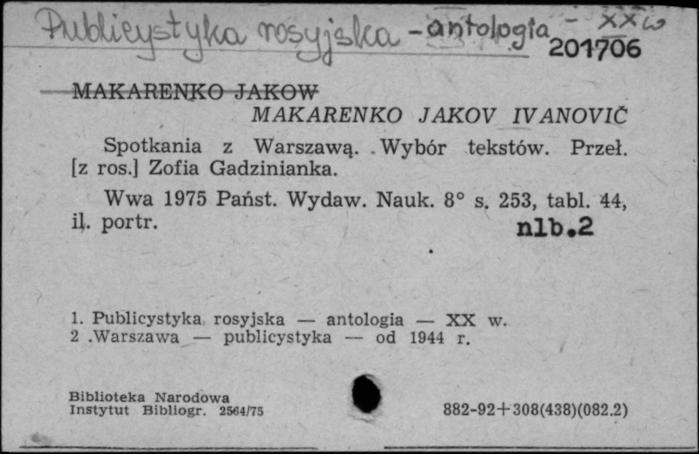 Publicystyka rosyjska - antologia - XX w
201706
MAKARENKO JAKOW
MAKARENKO JAKOV IVANOVIČ
Spotkania z Warszawą. Wybór tekstów. Przeł.
[z ros.] Zofia Gadzinianka.
Wwa 1975 Państ. Wydaw. Nauk. 8° s. 253, tabl. 44,
il. portr.
nlb.2
1. Publicystyka rosyjska — antologia — XX w.
2 .Warszawa — publicystyka — od 1944 r.
Biblioteka Narodowa
Instytut Bibliogr. 2564/75
882-92+308(438)(082.2)